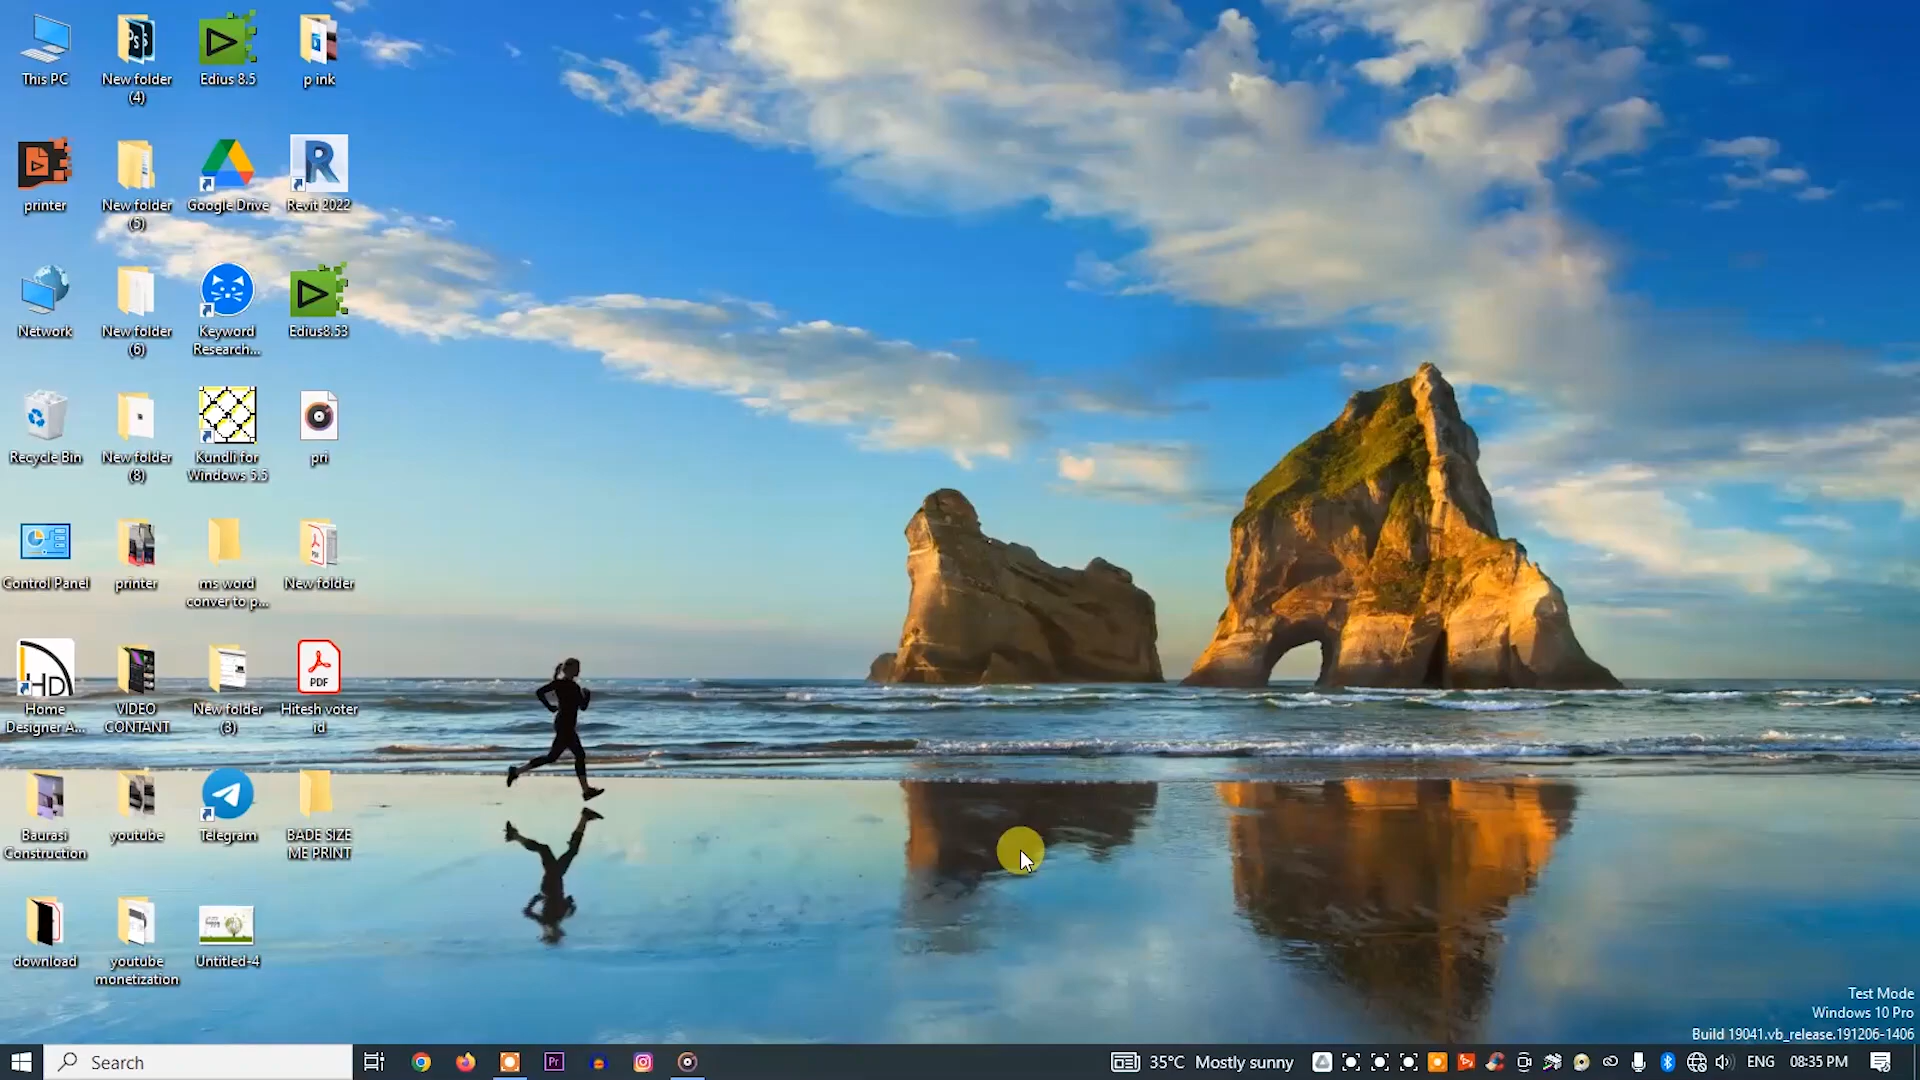 This PC
New folder
(4)
Edius 8.5
p ink
printer
New folder
(5)
Google Drive
Revit 2022
Network
New folder
(6)
Keyword
Research...
Edius8.53
Recycle Bin
New folder
(8)
Kundli for
Windows 5.5
pri
Control Panel
printer
ms word
conver to p...
New folder
Home
Designer A...
VIDEO
CONTANT
New folder
(3)
PDF
Hitesh voter
id
Baurasi
Construction
youtube
Telegram
BADE SIZE
ME PRINT
download
youtube
monetization
Untitled-4
Test Mode
Windows 10 Pro
Build 19041.vb_release.191206-1406
Search
Pr
35°C Mostly sunny
ENG
08:35 PM